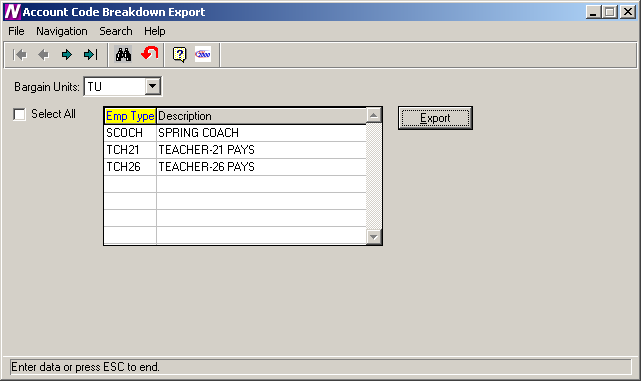 Account Code Breakdown Export
File Navigation Search Help
2000
Bargain Units: TU
Select All
Emp Type Description
SCOCH SPRING COACH
TCH21 TEACHER-21 PAYS
TCH26 TEACHER-26 PAYS
Export
Enter data or press ESC to end.